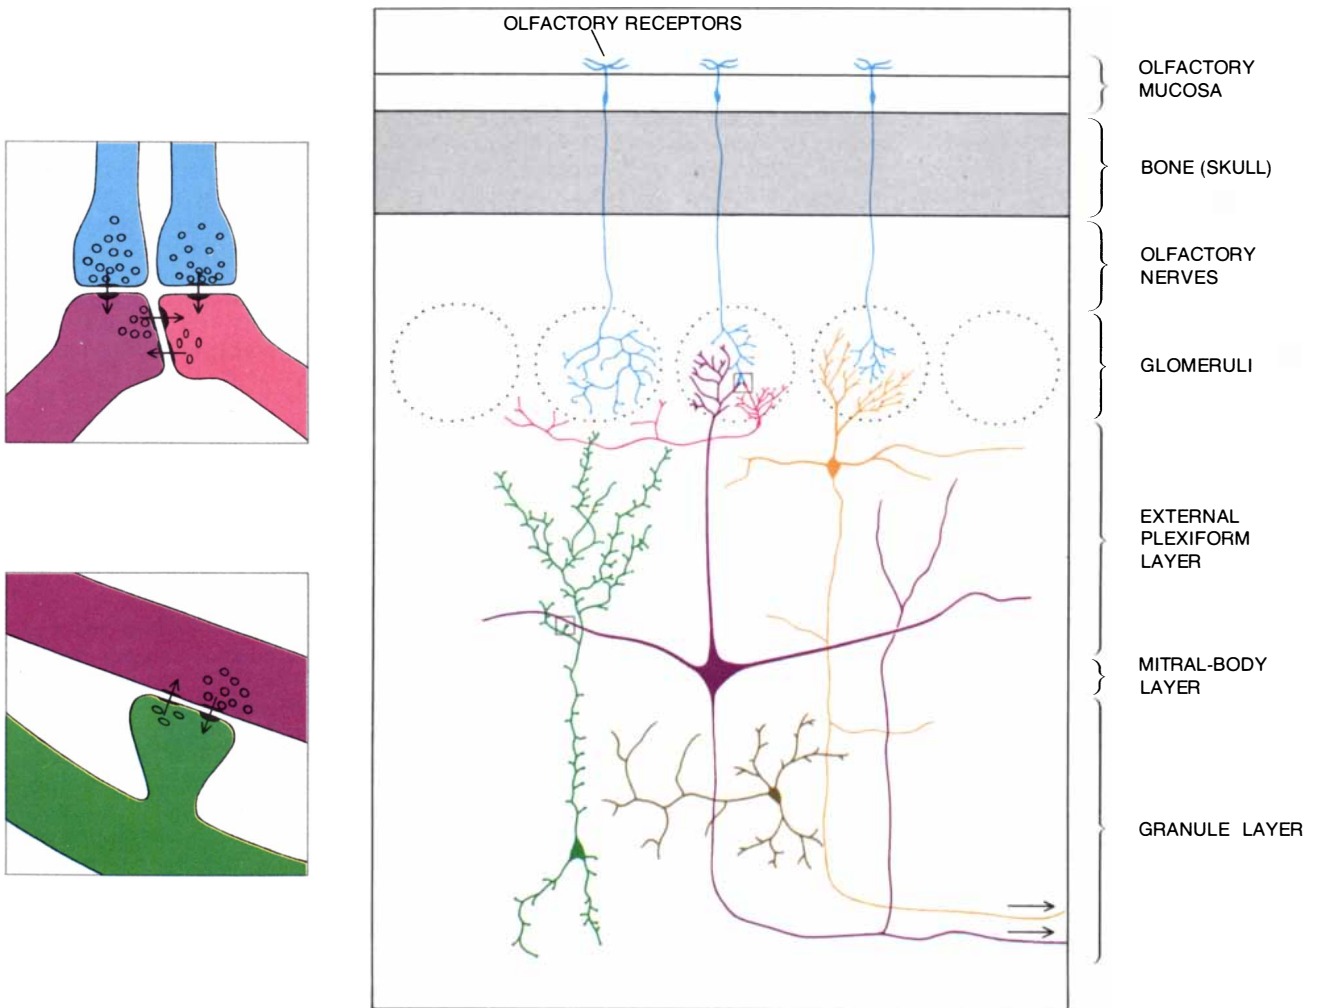 OLFACTORY RECEPTORS
OLFACTORY
MUCOSA
BONE (SKULL)
OLFACTORY
NERVES
GLOMERULI
EXTERNAL
PLEXIFORM
LAYER
MITRAL-BODY
LAYER
GRANULE LAYER